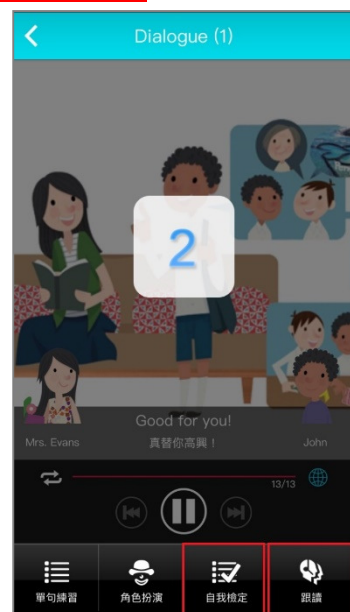 Dialogue (1)
2
Good for you!
真替你高興！
Mrs. Evans
John
13/13
單句練習
角色扮演
自我檢定
跟讀